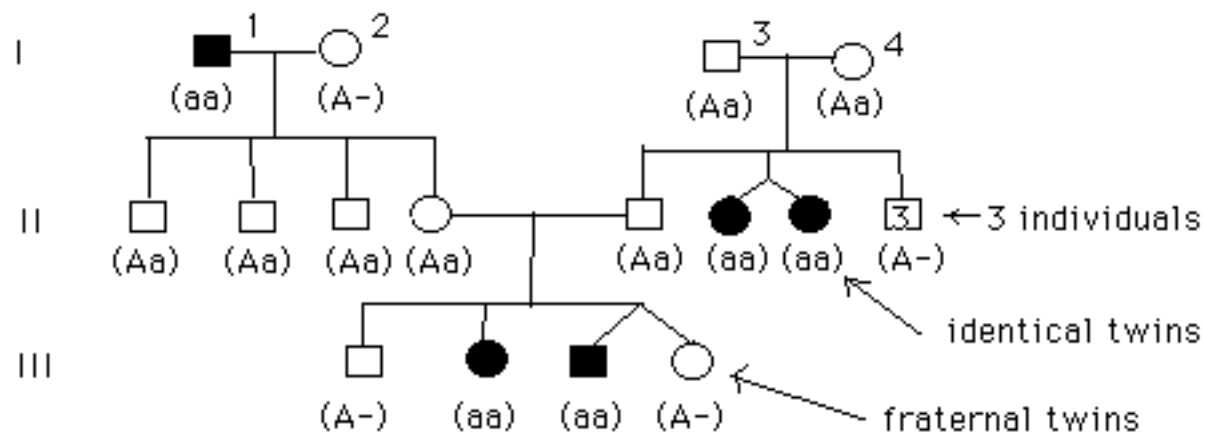 I 1 2 3 4
(aa) (A-) (Aa) (Aa)
II 3 ←3 individuals
(Aa) (Aa) (Aa) (Aa) (Aa) (aa) (aa) (A-)
identical twins
III
(A-) (aa) (aa) (A-) fraternal twins